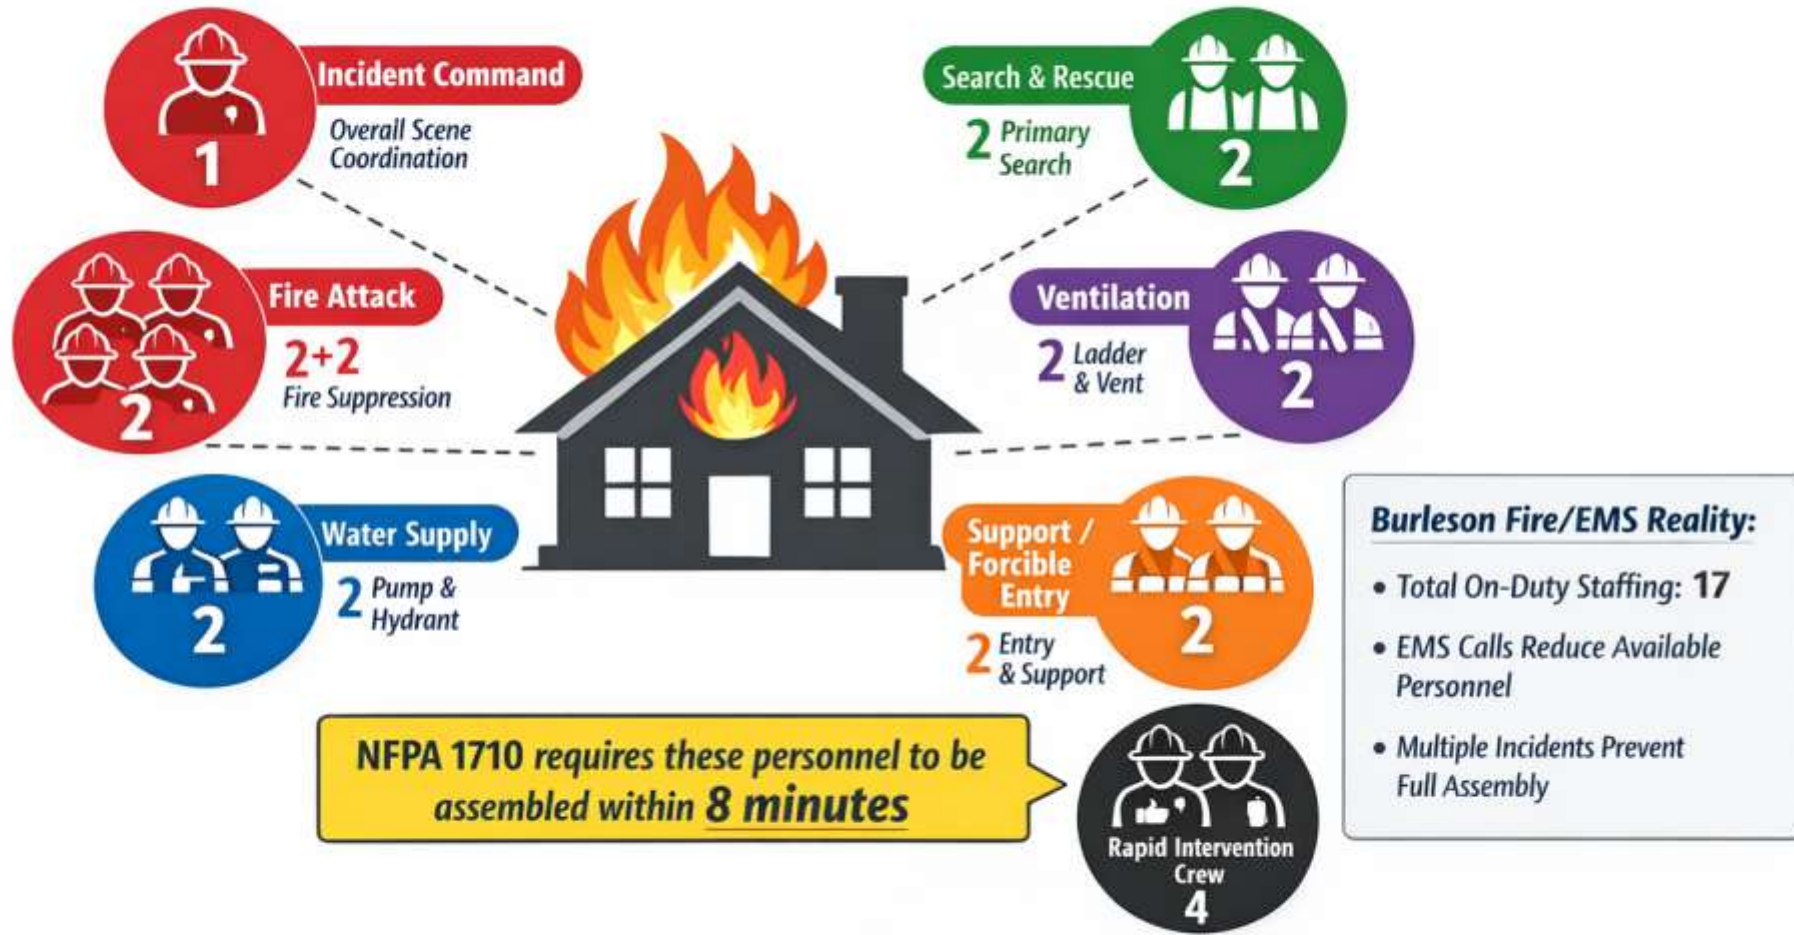 Incident Command
Overall Scene
Coordination
1
Fire Attack
2+2
Fire Suppression
2
Water Supply
2 Pump &
Hydrant
2
Search & Rescue
2 Primary
Search
2
Ventilation
2 Ladder
& Vent
2
Support /
Forcible
Entry
2 Entry
& Support
2
NFPA 1710 requires these personnel to be
assembled within 8 minutes
Rapid Intervention
Crew
4
Burleson Fire/EMS Reality:
• Total On-Duty Staffing: 17
• EMS Calls Reduce Available
Personnel
• Multiple Incidents Prevent
Full Assembly